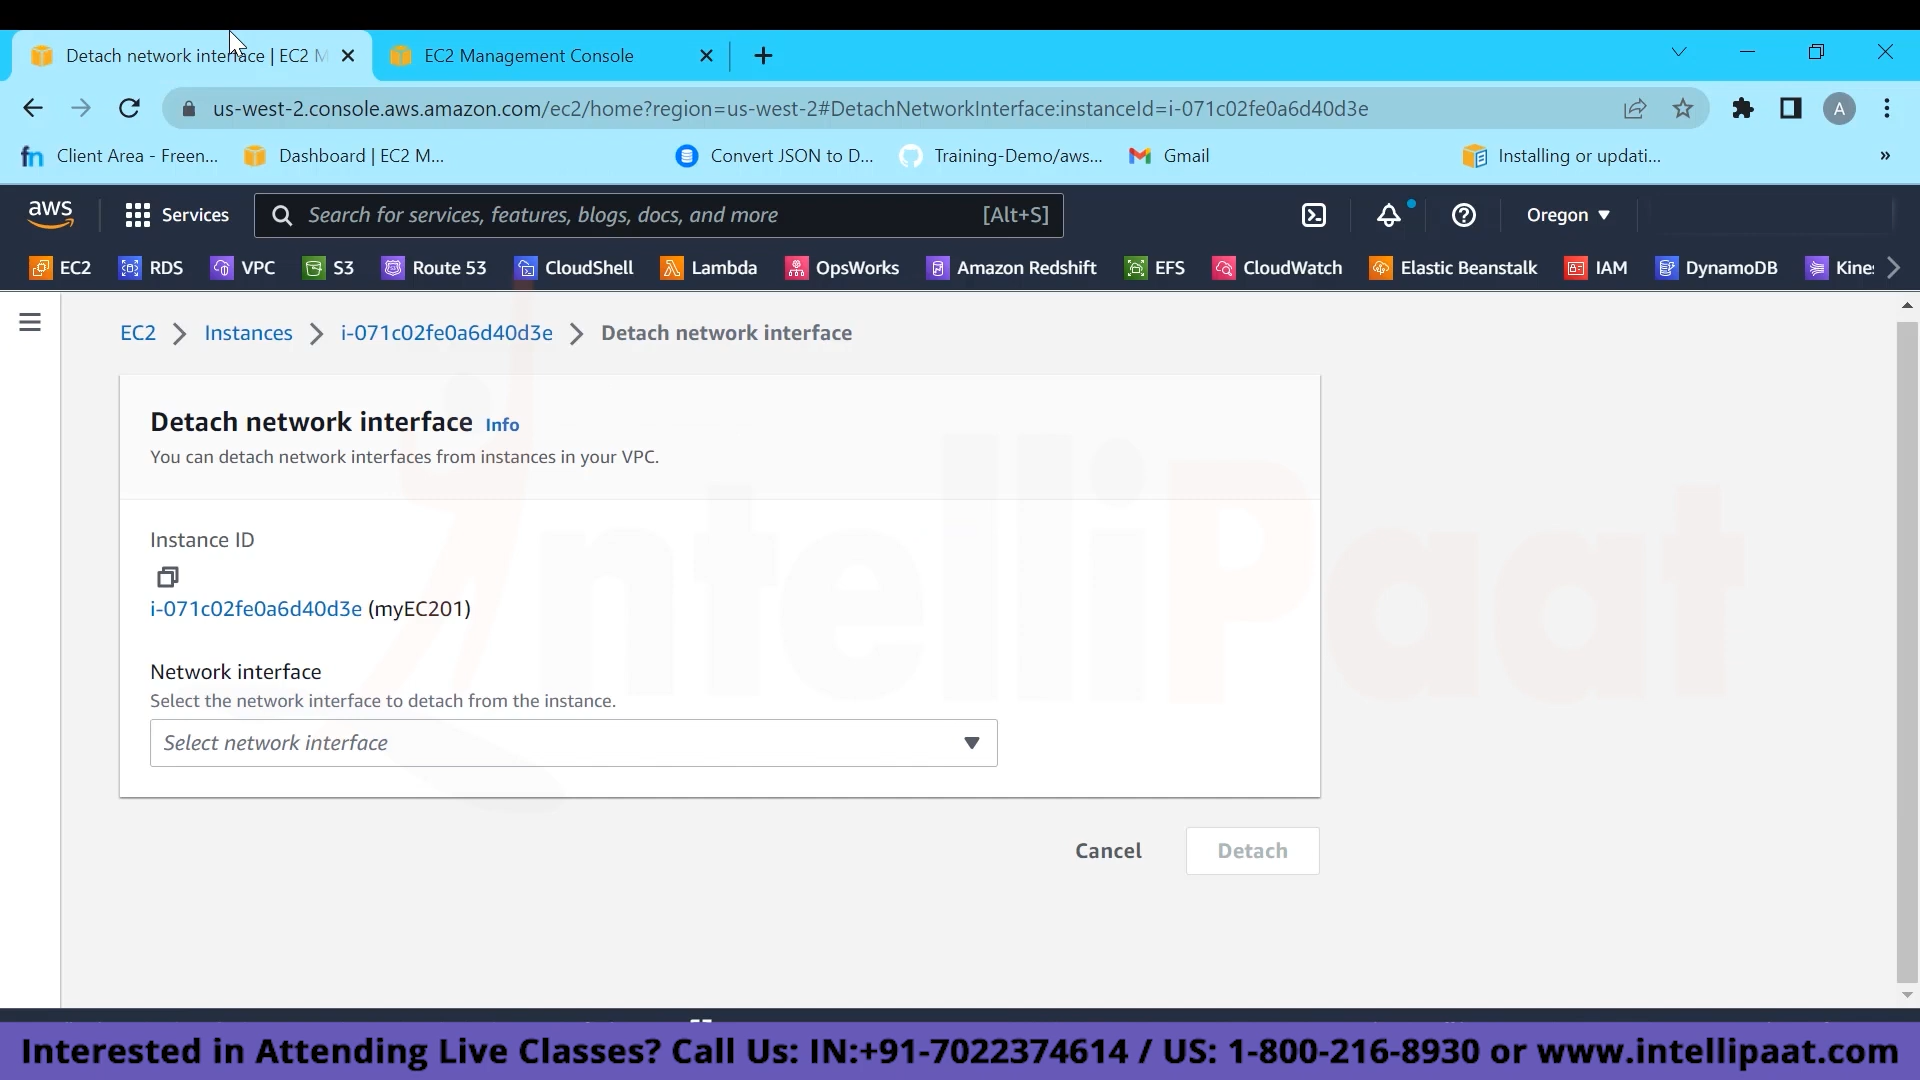 Detach network interface | EC2 M
EC2 Management Console
us-west-2.console.aws.amazon.com/ec2/home?region=us-west-2#DetachNetworkInterface:instanceId=i-071c02fe0a6d40d3e
A
fn Client Area - Freen... Dashboard | EC2 M... Convert JSON to D... Training-Demo/aws... Gmail Installing or updati... »
aws Services Search for services, features, blogs, docs, and more [Alt+S] Oregon
EC2 RDS VPC S3 Route 53 CloudShell Lambda OpsWorks Amazon Redshift EFS CloudWatch Elastic Beanstalk IAM DynamoDB Kine
EC2 Instances i-071c02fe0a6d40d3e Detach network interface
Detach network interface Info
You can detach network interfaces from instances in your VPC.
Instance ID
i-071c02fe0a6d40d3e (myEC201)
Network interface
Select the network interface to detach from the instance.
Select network interface
Cancel Detach
intelliPaat
Interested in Attending Live Classes? Call Us: IN:+91-7022374614 / US: 1-800-216-8930 or www.intellipaat.com